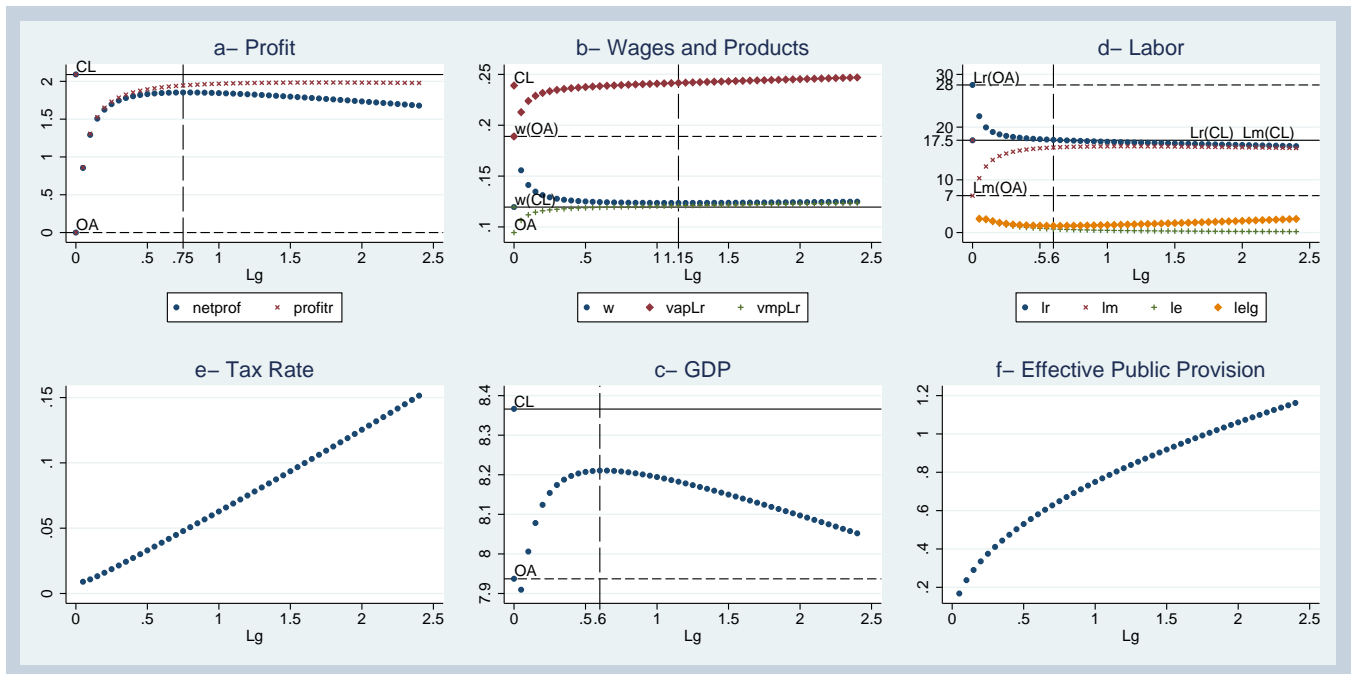 a– Profit
CL
OA
0
.5
1
1.5
2
0
.5
.75
1
1.5
2
2.5
Lg
netprof
profitr
b– Wages and Products
CL
w(OA)
w(CL)
OA
.1
.15
.2
.25
0
.5
1
1.15
1.5
2
2.5
Lg
w
vapLr
vmpLr
d– Labor
Lr(OA)
Lr(CL)
Lm(CL)
Lm(OA)
0
7
10
17.5
20
28
30
0
.5
.6
1
1.5
2
2.5
Lg
lr
lm
le
lelg
e– Tax Rate
0
.05
.1
.15
0
.5
1
1.5
2
2.5
Lg
c– GDP
CL
OA
7.9
8
8.1
8.2
8.3
8.4
0
.5
.6
1
1.5
2
2.5
Lg
f– Effective Public Provision
.2
.4
.6
.8
1
1.2
0
.5
1
1.5
2
2.5
Lg